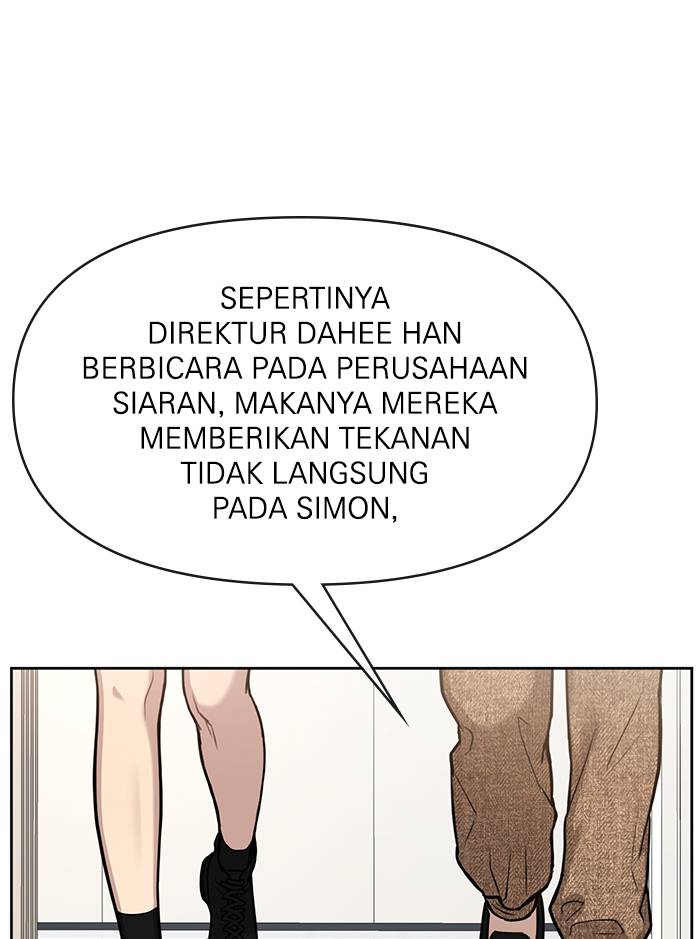 SEPERTINYA
DIREKTUR DAHEE HAN
BERBICARA PADA PERUSAHAAN
SIARAN, MAKANYA MEREKA
MEMBERIKAN TEKANAN
TIDAK LANGSUNG
PADA SIMON,